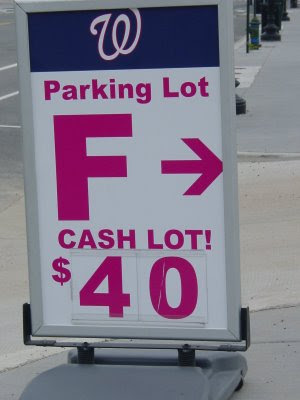 W
Parking Lot
F →
CASH LOT!
$40